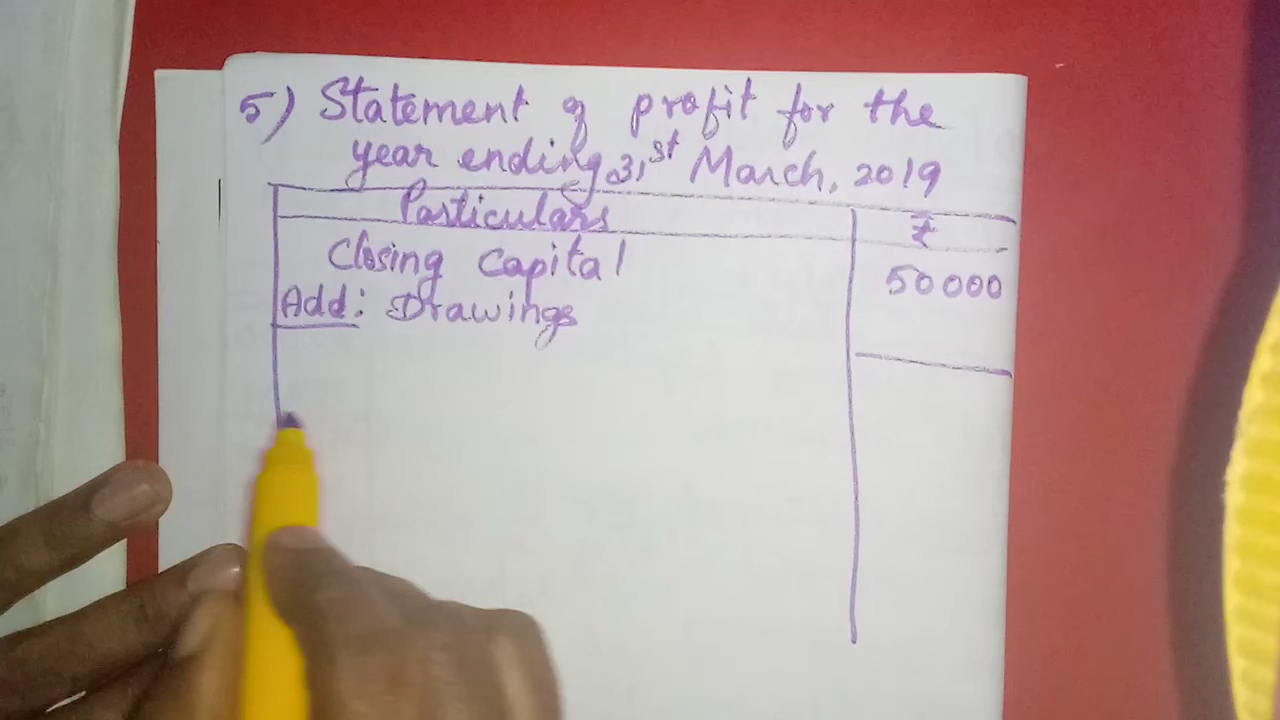 5) Statement of profit for the
year ending 31st March, 2019
Particulars ₹
Closing Capital 50000
Add: Drawings